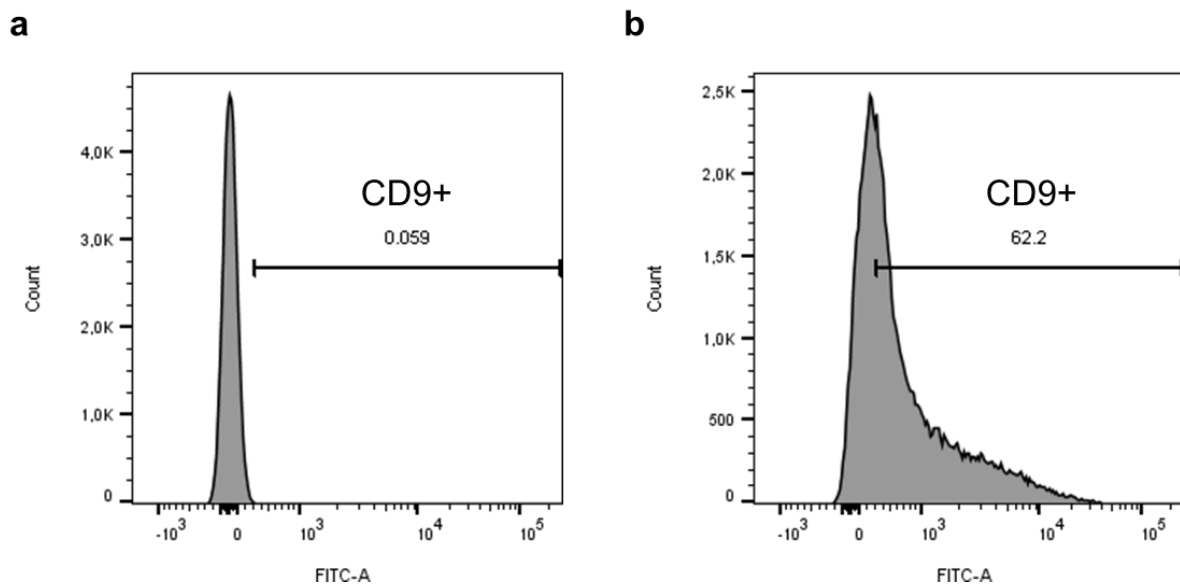 a
b
4,0K
3,0K
2,0K
1,0K
0
Count
CD9+
0.059
-10³
0
10³
10⁴
10⁵
FITC-A
2,5K
2,0K
1,5K
1,0K
500
0
Count
CD9+
62.2
-10³
0
10³
10⁴
10⁵
FITC-A